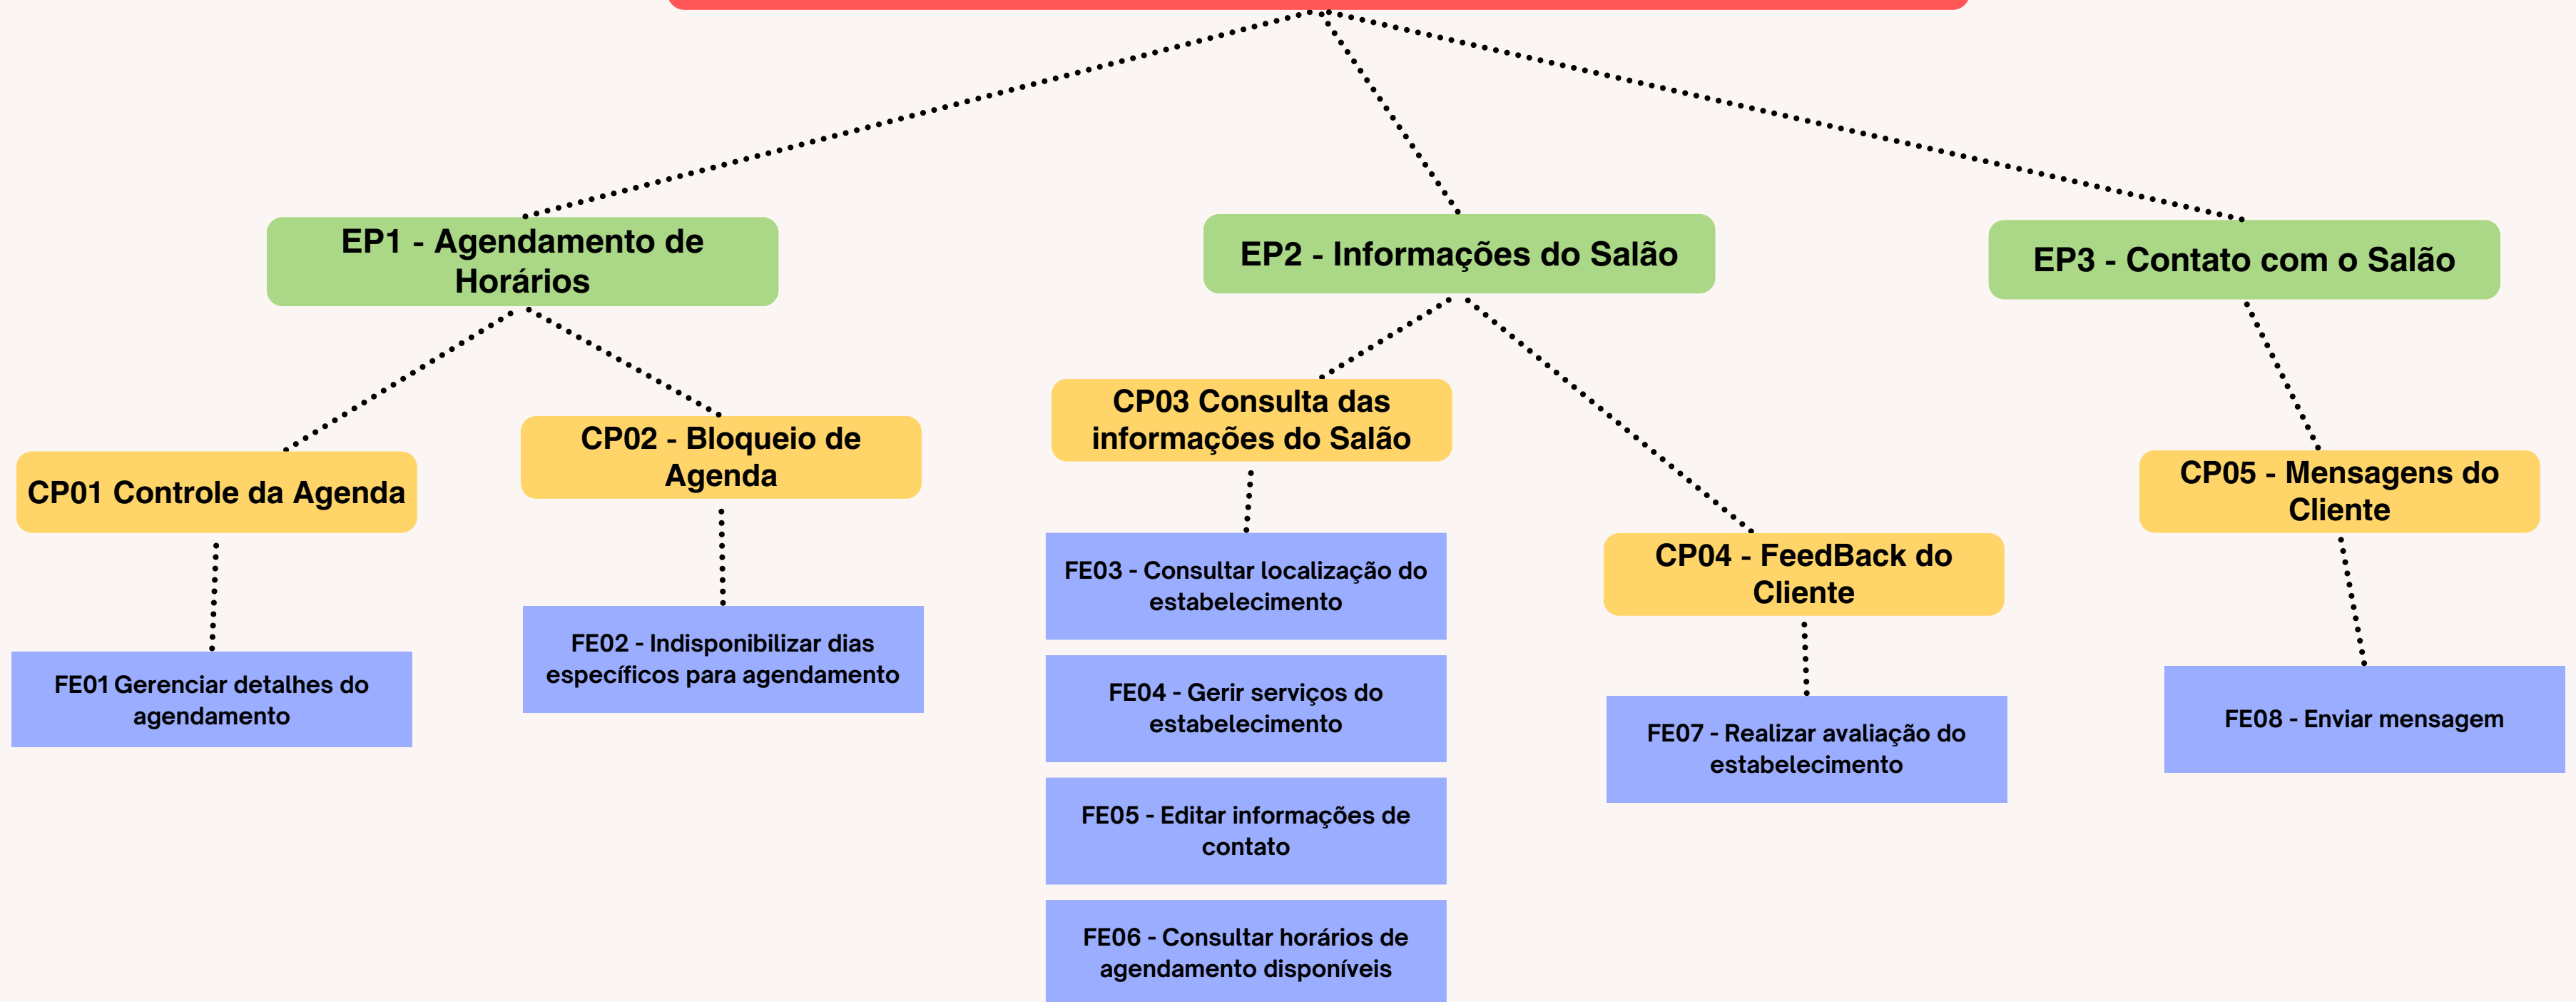 EP1 - Agendamento de
Horários
EP2 - Informações do Salão
EP3 - Contato com o Salão
CP01 Controle da Agenda
CP02 - Bloqueio de
Agenda
CP03 Consulta das
informações do Salão
CP04 - FeedBack do
Cliente
CP05 - Mensagens do
Cliente
FE01 Gerenciar detalhes do
agendamento
FE02 - Indisponibilizar dias
específicos para agendamento
FE03 - Consultar localização do
estabelecimento
FE04 - Gerir serviços do
estabelecimento
FE05 - Editar informações de
contato
FE06 - Consultar horários de
agendamento disponíveis
FE07 - Realizar avaliação do
estabelecimento
FE08 - Enviar mensagem